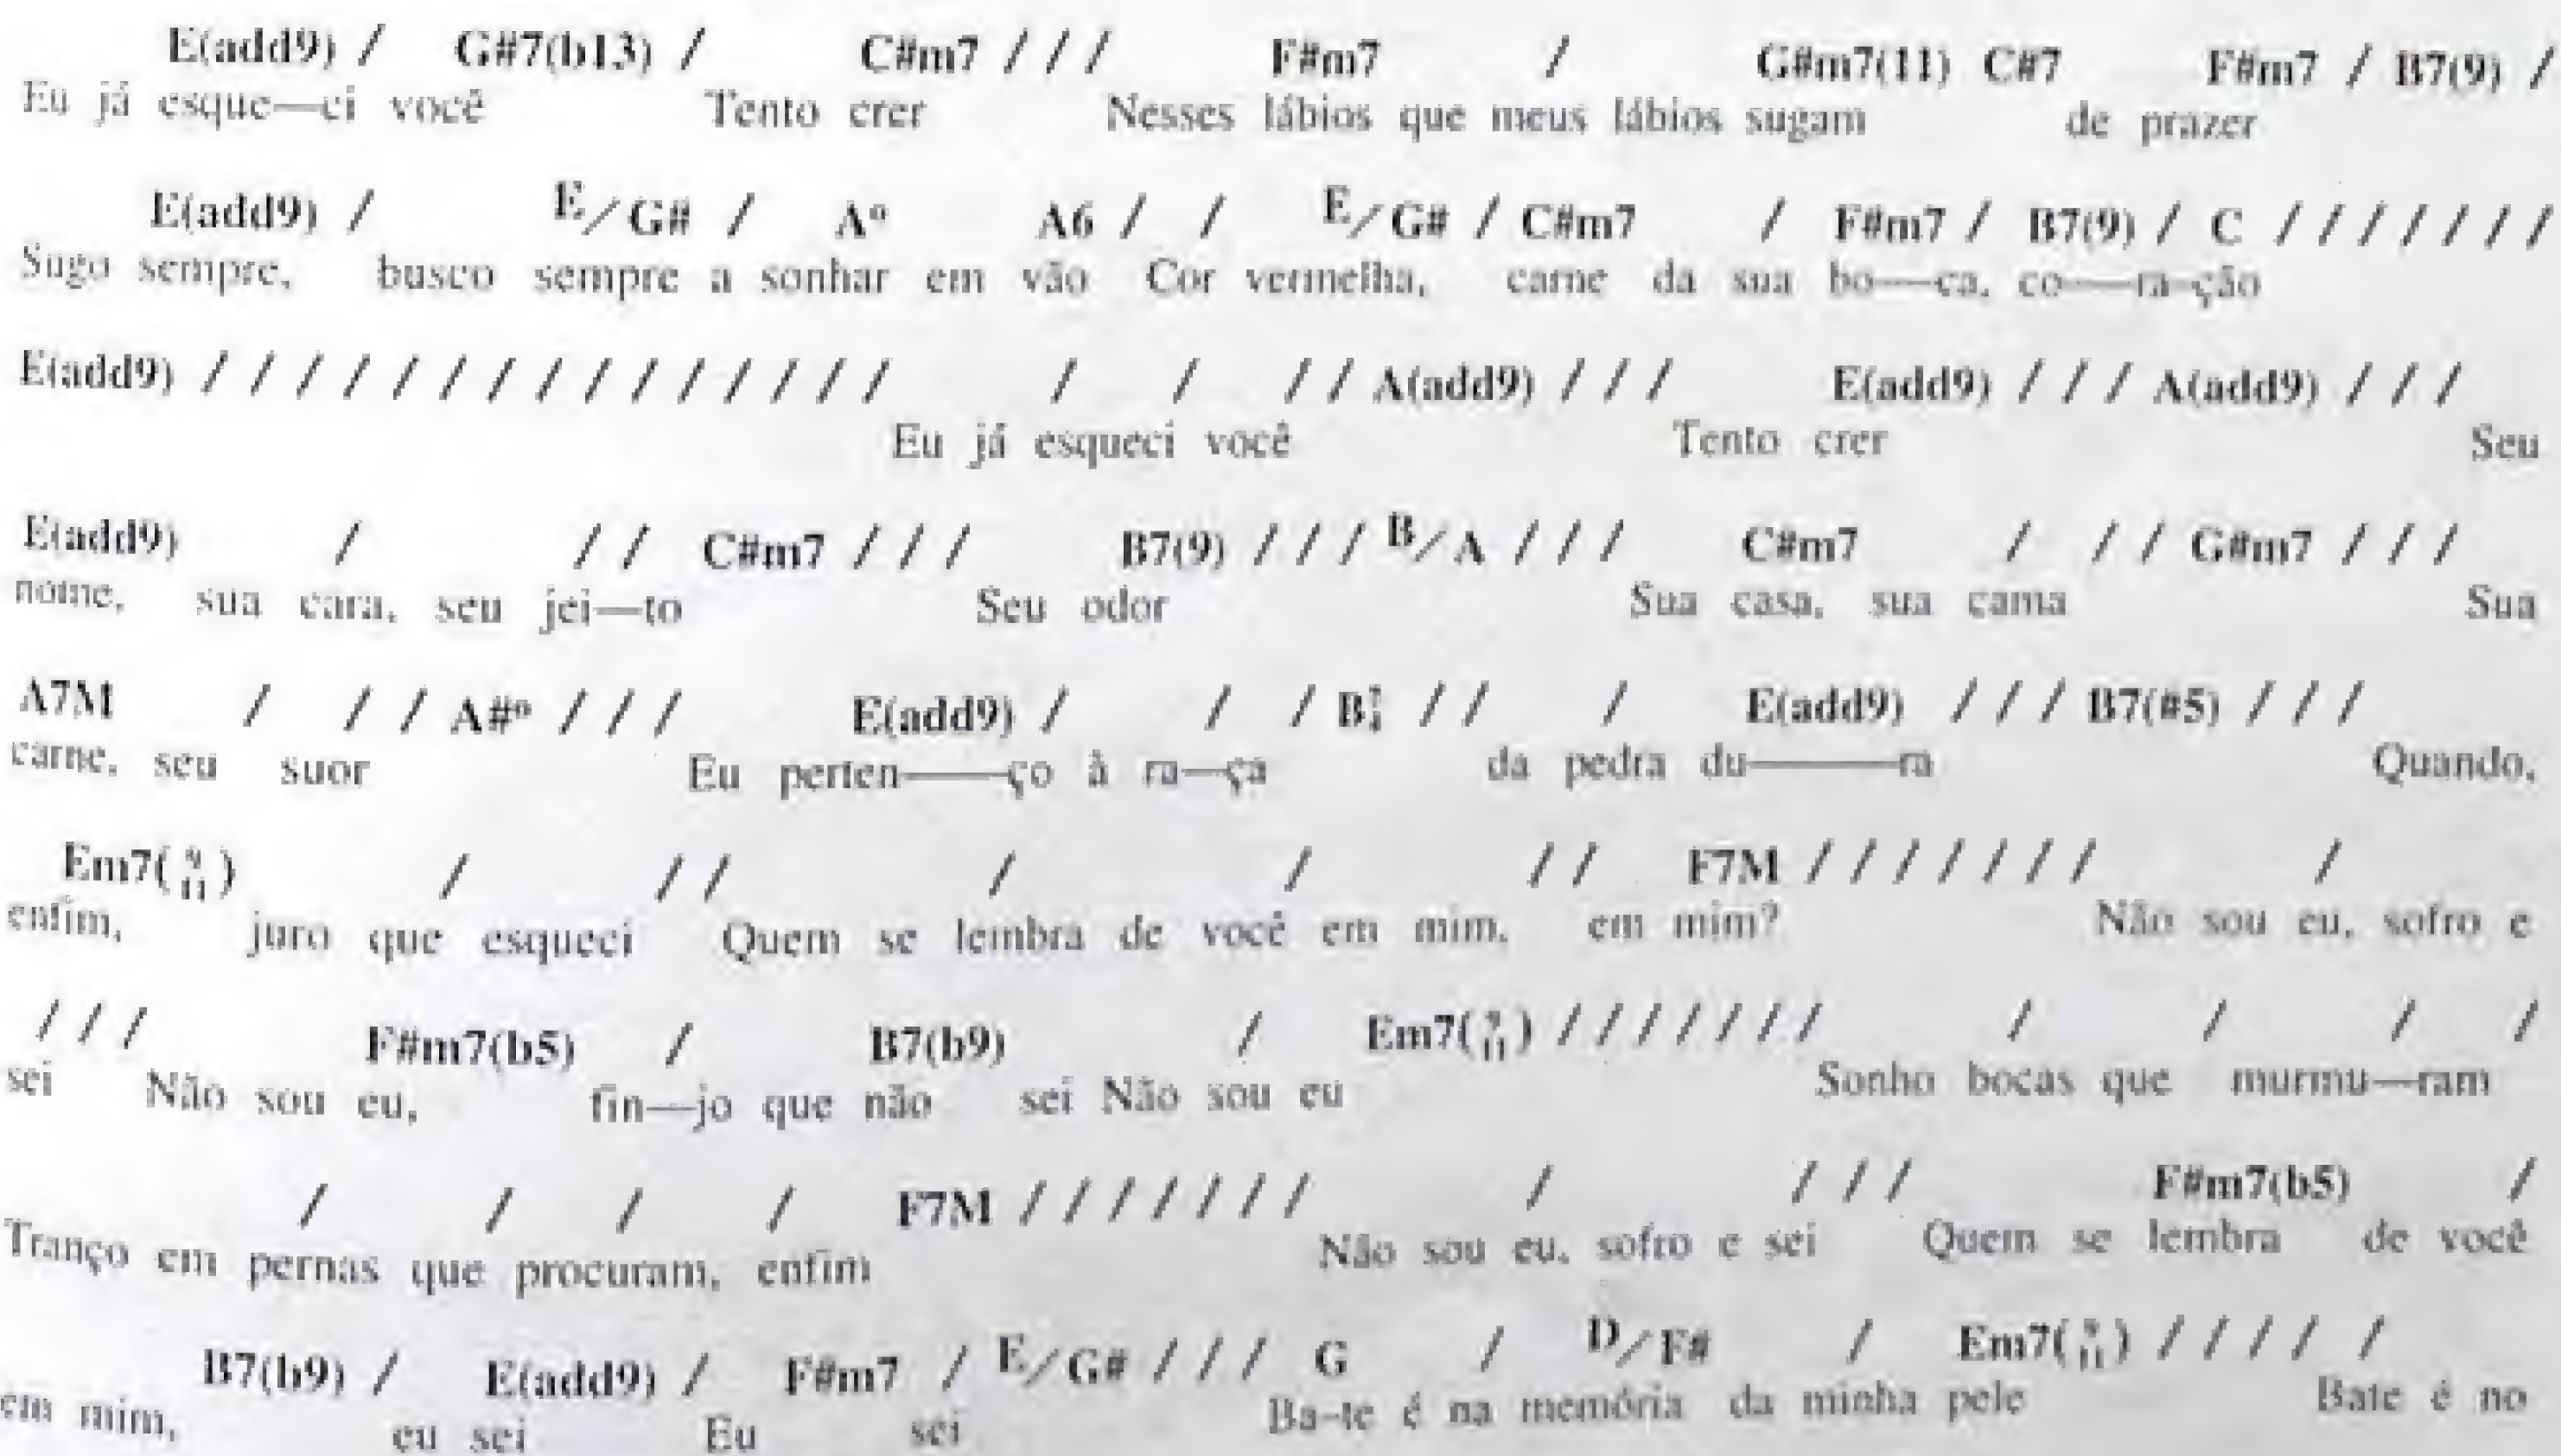 E(add9) / G#7(b13) / C#m7 / / / F#m7 / G#m7(11) C#7 F#m7 / B7(9) /
Eu já esque—ci você Tento crer Nesses lábios que meus lábios sugam de prazer
E(add9) / E/G# / Aº A6 / / E/G# / C#m7 / F#m7 / B7(9) / C / / / / / / /
Sugo sempre, busco sempre a sonhar em vão Cor vermelha, carne da sua bo—ca, co—ra-ção
E(add9) / / / / / / / / / / / / / / / / / / / A(add9) / / / E(add9) / / / A(add9) / / /
Eu já esqueci você Tento crer Seu
E(add9) / / / C#m7 / / / B7(9) / / / B/A / / / C#m7 / / / G#m7 / / /
nome, sua cara, seu jei—to Seu odor Sua casa, sua cama Sua
A7M / / / A#º / / / E(add9) / / / B7/4 / / / E(add9) / / / B7(#5) / / /
carne, seu suor Eu perten——ço à ra—ça da pedra du———ra Quando,
Em7(9/11) / / / / / / / F7M / / / / / / / /
enfim, juro que esqueci Quem se lembra de você em mim, em mim? Não sou eu, sofro e
/ / / F#m7(b5) / B7(b9) / Em7(9/11) / / / / / / / / / / /
sei Não sou eu, fin—jo que não sei Não sou eu Sonho bocas que murmu—ram
/ / / / F7M / / / / / / / / / / / F#m7(b5) /
Tranço em pernas que procuram, enfim Não sou eu, sofro e sei Quem se lembra de você
B7(b9) / E(add9) / F#m7 / E/G# / / / G / D/F# / Em7(9/11) / / / / /
em mim, eu sei Eu sei Ba-te é na memória da minha pele Bate é no